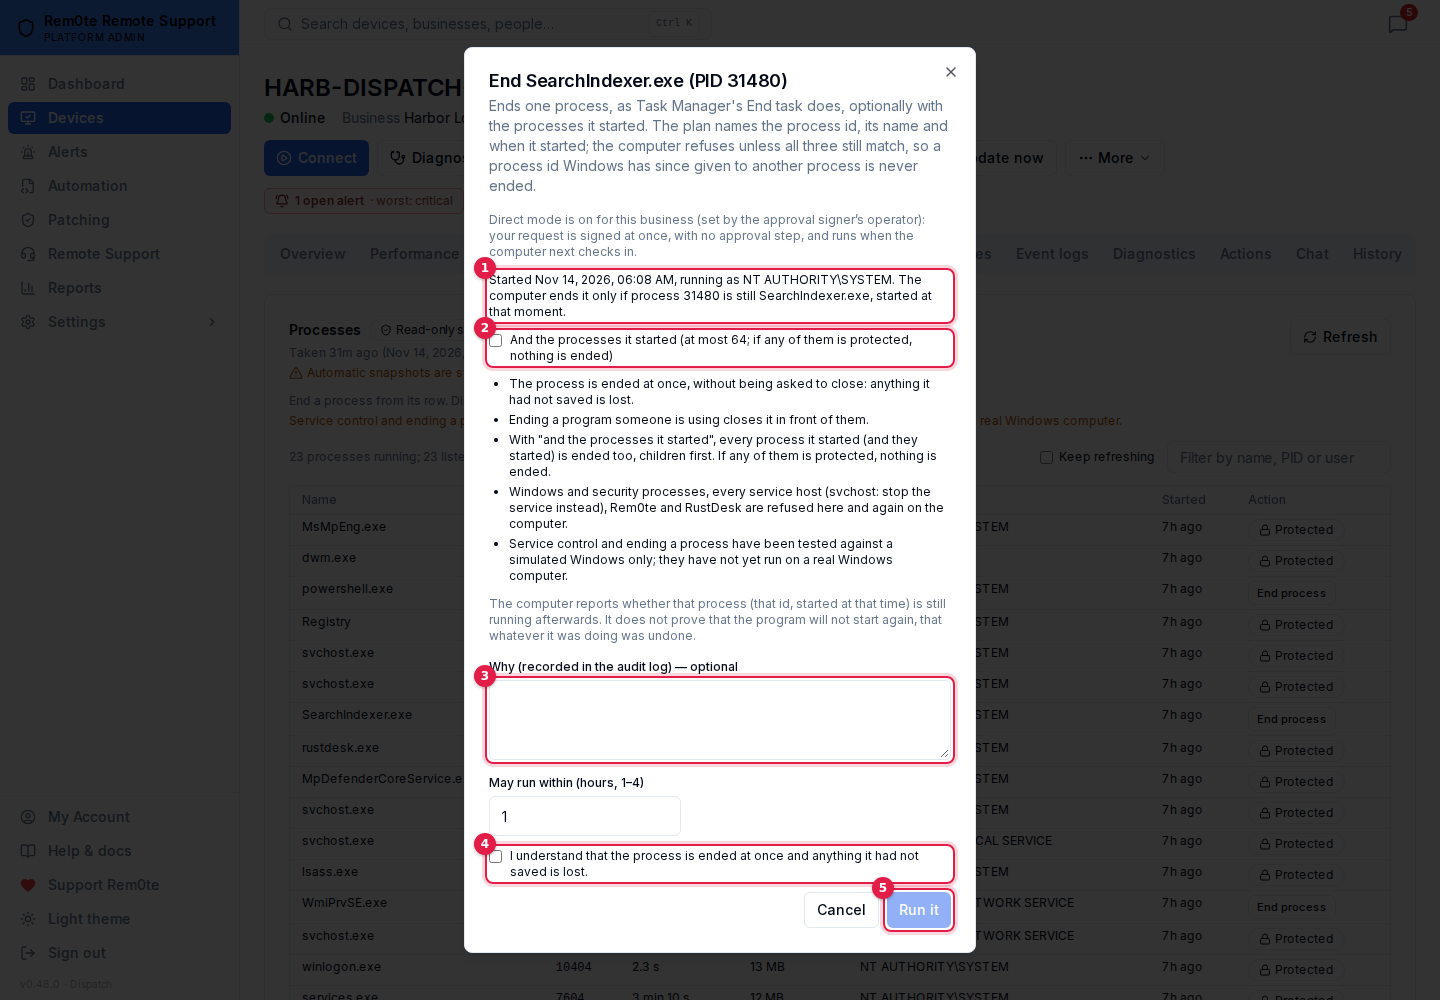 Rem0te Remote Support
PLATFORM ADMIN
Search devices, businesses, people...
Ctrl K
5
Dashboard
Devices
Alerts
Automation
Patching
Remote Support
Reports
Settings
My Account
Help & docs
Support Rem0te
Light theme
Sign out
v0.48.0 · Dispatch
HARB-DISPATCH
Online
Business Harbor Lo
Connect
Diagnos
date now
More
1 open alert · worst: critical
Overview
Performance
es
Event logs
Diagnostics
Actions
Chat
History
Processes
Read-only s
Refresh
Taken 31m ago (Nov 14, 2026,
Automatic snapshots are s
End a process from its row. Di
Service control and ending a p
real Windows computer.
23 processes running; 23 liste
Keep refreshing
Filter by name, PID or user
Name
Started
Action
MsMpEng.exe
STEM
7h ago
Protected
dwm.exe
STEM
7h ago
Protected
powershell.exe
STEM
7h ago
End process
Registry
STEM
7h ago
Protected
svchost.exe
STEM
7h ago
Protected
svchost.exe
STEM
7h ago
Protected
SearchIndexer.exe
STEM
7h ago
End process
rustdesk.exe
STEM
7h ago
Protected
MpDefenderCoreService.e
STEM
7h ago
Protected
svchost.exe
STEM
7h ago
Protected
svchost.exe
CAL SERVICE
7h ago
Protected
lsass.exe
STEM
7h ago
Protected
WmiPrvSE.exe
TWORK SERVICE
7h ago
End process
svchost.exe
TWORK SERVICE
7h ago
Protected
winlogon.exe
10404
2.3 s
13 MB
NT AUTHORITY\SYSTEM
7h ago
Protected
services.exe
7604
3 min 10 s
12 MB
NT AUTHORITY\SYSTEM
7h ago
Protected
End SearchIndexer.exe (PID 31480)
Ends one process, as Task Manager's End task does, optionally with
the processes it started. The plan names the process id, its name and
when it started; the computer refuses unless all three still match, so a
process id Windows has since given to another process is never
ended.
Direct mode is on for this business (set by the approval signer’s operator):
your request is signed at once, with no approval step, and runs when the
computer next checks in.
1
Started Nov 14, 2026, 06:08 AM, running as NT AUTHORITY\SYSTEM. The
computer ends it only if process 31480 is still SearchIndexer.exe, started at
that moment.
2
And the processes it started (at most 64; if any of them is protected,
nothing is ended)
• The process is ended at once, without being asked to close: anything it
had not saved is lost.
• Ending a program someone is using closes it in front of them.
• With "and the processes it started", every process it started (and they
started) is ended too, children first. If any of them is protected, nothing is
ended.
• Windows and security processes, every service host (svchost: stop the
service instead), Rem0te and RustDesk are refused here and again on the
computer.
• Service control and ending a process have been tested against a
simulated Windows only; they have not yet run on a real Windows
computer.
The computer reports whether that process (that id, started at that time) is still
running afterwards. It does not prove that the program will not start again, that
whatever it was doing was undone.
Why (recorded in the audit log) — optional
3
May run within (hours, 1–4)
1
4
I understand that the process is ended at once and anything it had not
saved is lost.
5
Cancel
Run it